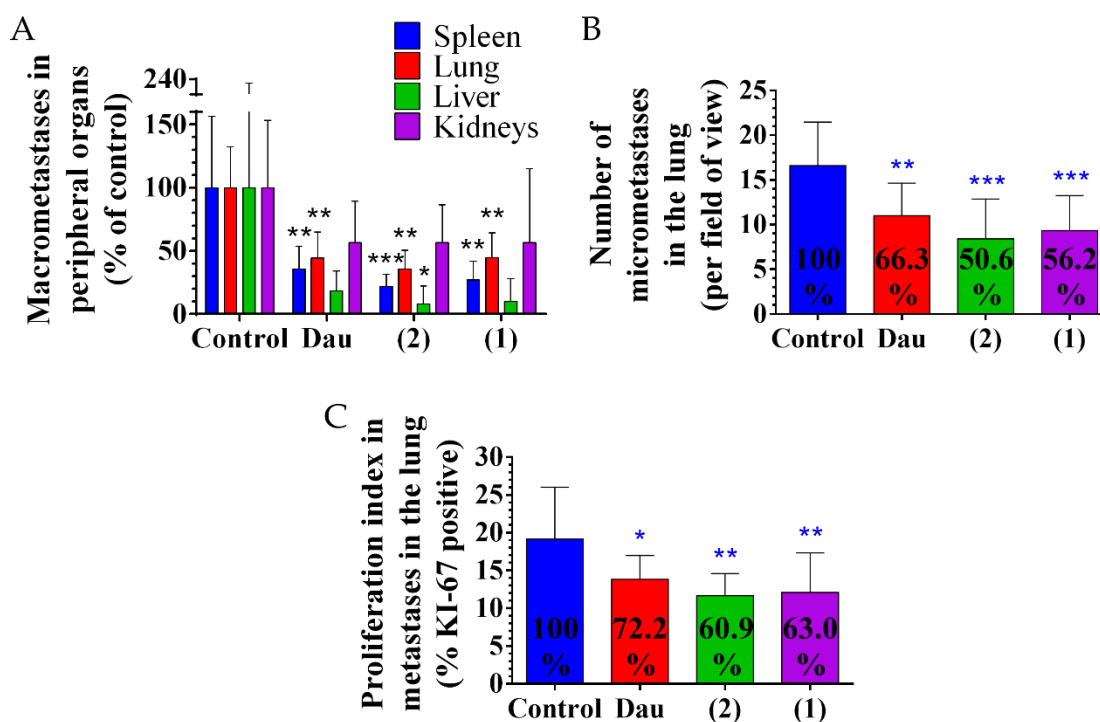 A
Macrometastases in
peripheral organs
(% of control)
240
150
100
50
0
Spleen
Lung
Liver
Kidneys
**
**
***
**
*
**
**
Control Dau (2) (1)
B
Number of
micrometastases
in the lung
(per field of view)
25
20
15
10
5
0
**
***
***
100
%
66.3
%
50.6
%
56.2
%
Control Dau (2) (1)
C
Proliferation index in
metastases in the lung
(% KI-67 positive)
30
25
20
15
10
5
0
*
**
**
100
%
72.2
%
60.9
%
63.0
%
Control Dau (2) (1)